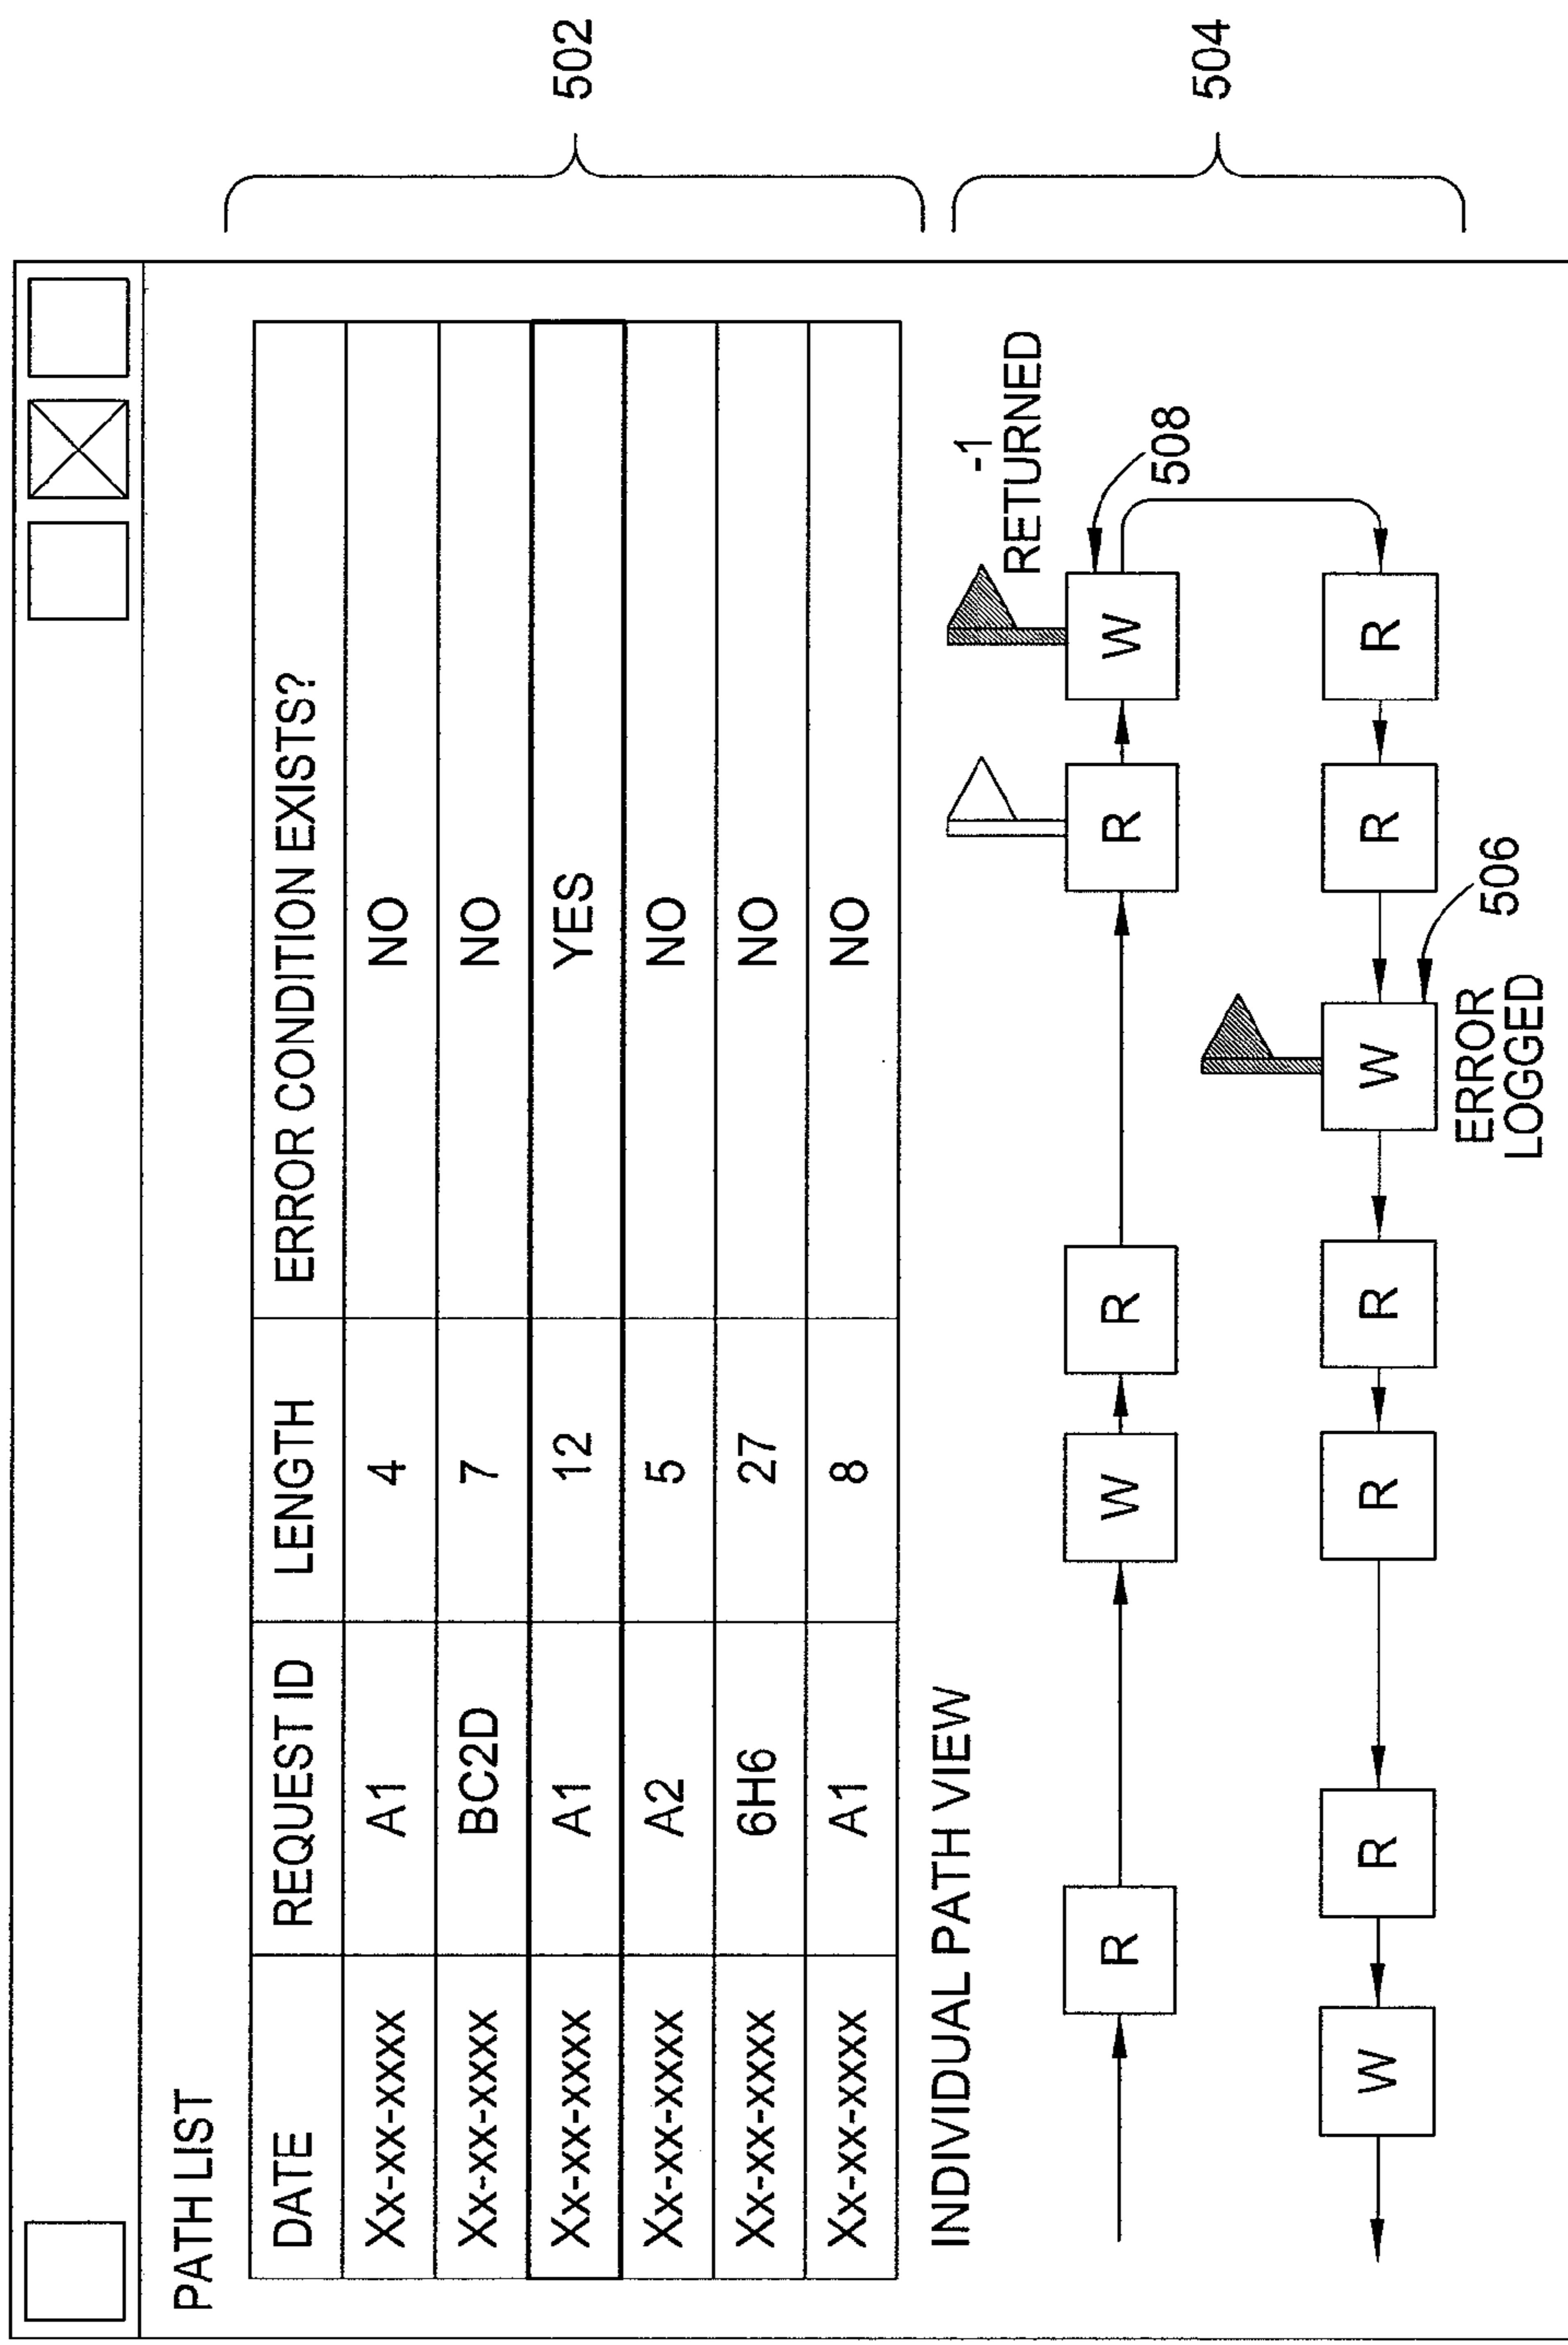 PATH LIST
DATE REQUEST ID LENGTH ERROR CONDITION EXISTS?
Xx-xx-xxxx A1 4 NO
Xx-xx-xxxx BC2D 7 NO
Xx-xx-xxxx A1 12 YES
Xx-xx-xxxx A2 5 NO
Xx-xx-xxxx 6H6 27 NO
Xx-xx-xxxx A1 8 NO
502
INDIVIDUAL PATH VIEW
-1
RETURNED
R W R R W
508
504
W R R R W R R
506
ERROR
LOGGED